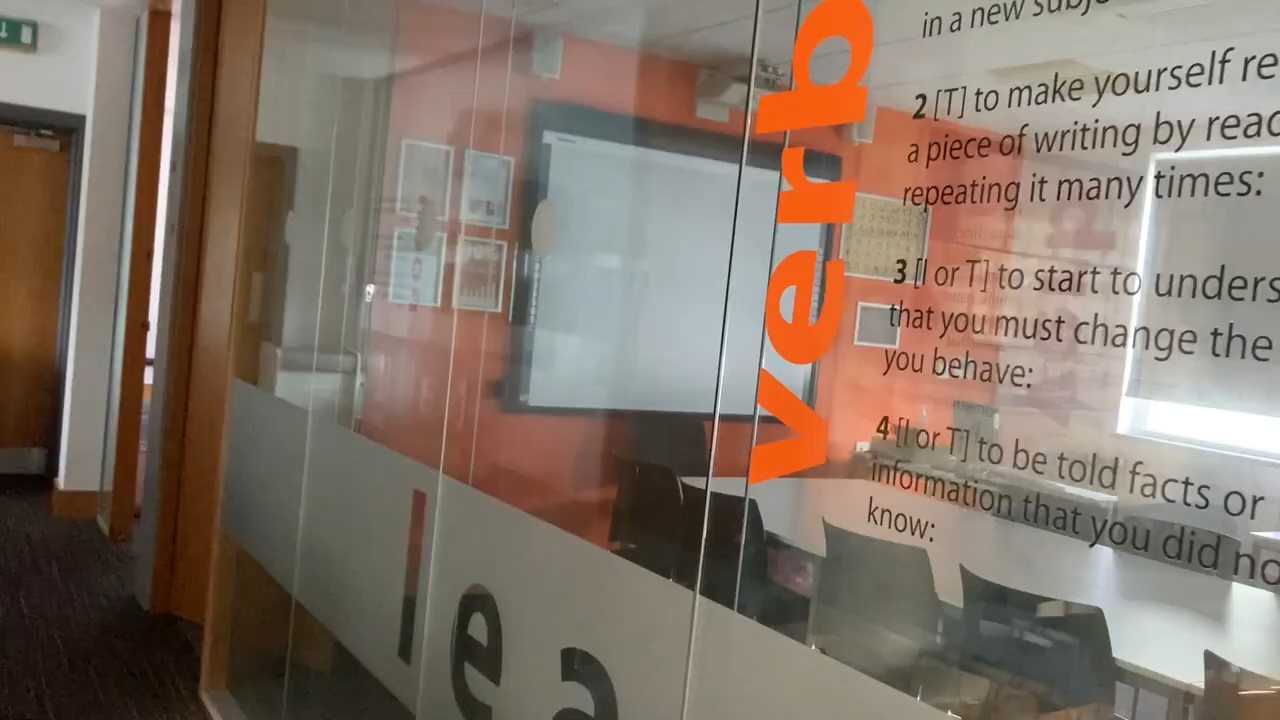 verb
in a new
2 [T] to make yourself re
a piece of writing by reac
repeating it many times:
3 [I or T] to start to unders
that you must change the
you behave:
4 [I or T] to be told facts or
information that you did no
know:
lea